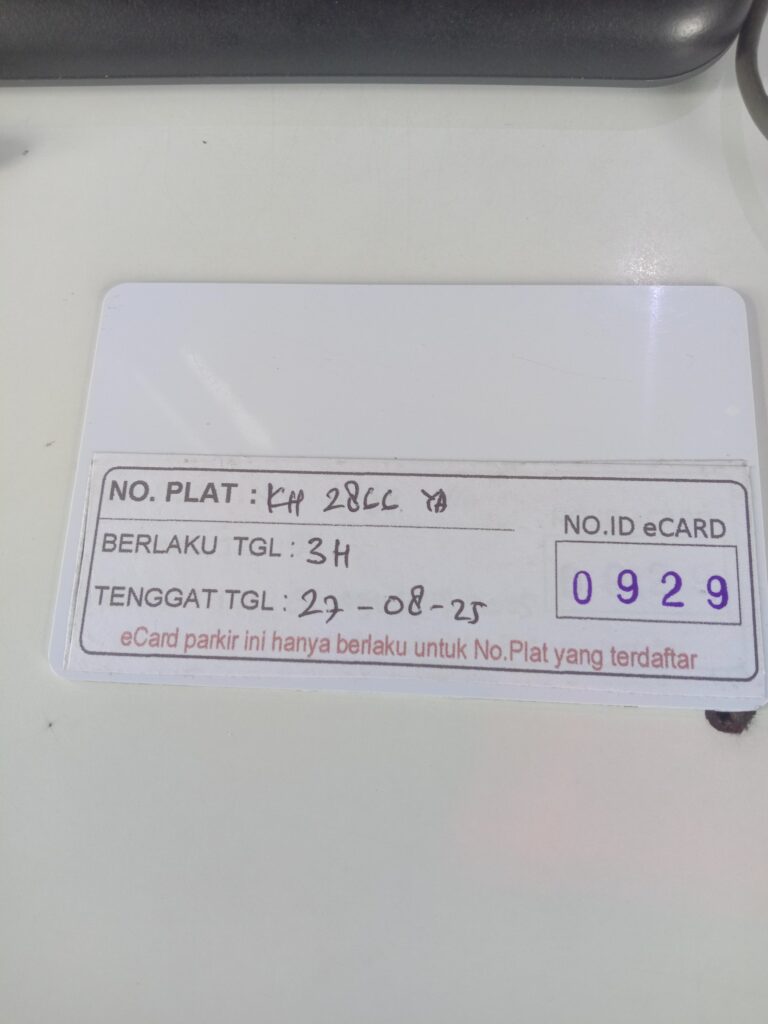 NO. PLAT : KH 2866 YA
NO.ID eCARD
BERLAKU TGL : 3H
0929
TENGGAT TGL : 27-08-25
eCard parkir ini hanya berlaku untuk No.Plat yang terdaftar